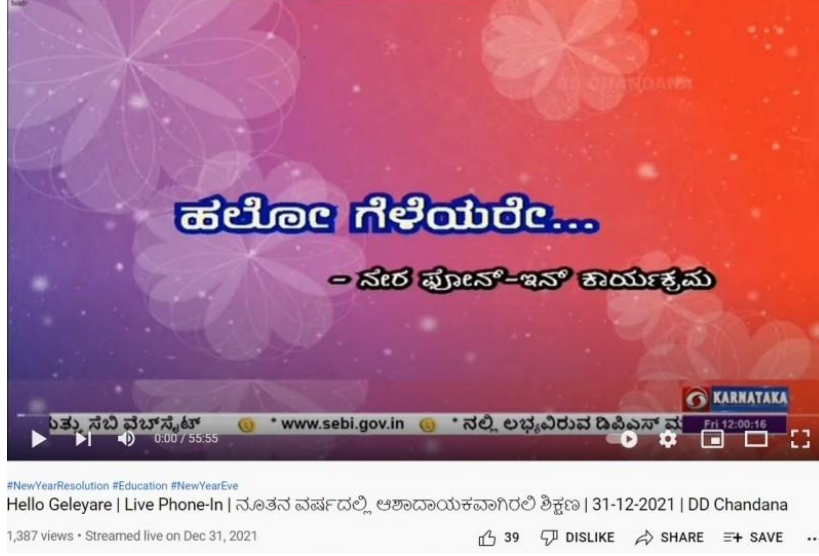 DD CHANDANA
ಹಲೋ ಗೆಳೆಯರೇ...
- ನೇರ ಫೋನ್-ಇನ್ ಕಾರ್ಯಕ್ರಮ
KARNATAKA
ಮತ್ತು ಸೆಬಿ ವೆಬ್‌ಸೈಟ್ * www.sebi.gov.in * ನಲ್ಲಿ ಲಭ್ಯವಿರುವ ಡಿಪಿಎಸ್ ಮ
Fri 12:00:16
0:00 / 55:55
#NewYearResolution #Education #NewYearEve
Hello Geleyare | Live Phone-In | ನೂತನ ವರ್ಷದಲ್ಲಿ ಆಶಾದಾಯಕವಾಗಿರಲಿ ಶಿಕ್ಷಣ | 31-12-2021 | DD Chandana
1,387 views • Streamed live on Dec 31, 2021 39 DISLIKE SHARE SAVE ...